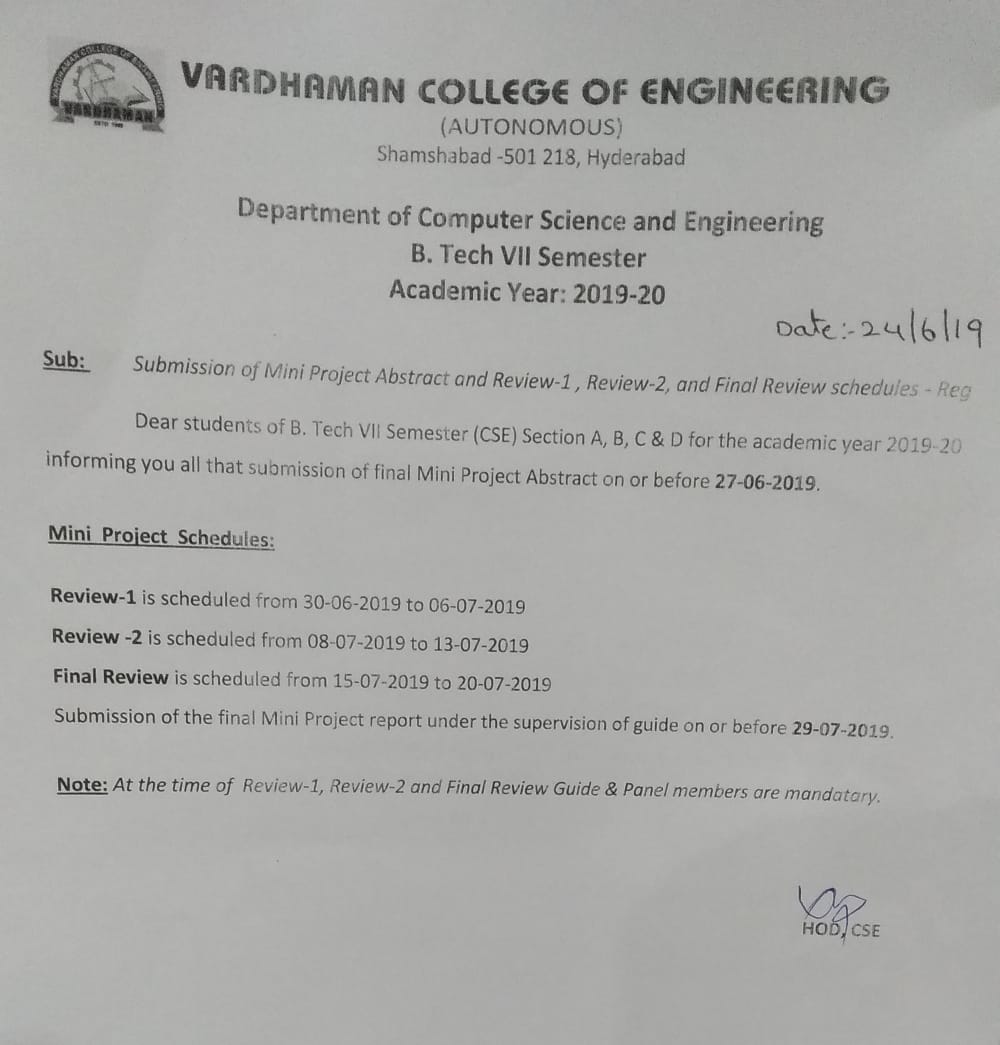 VARDHAMAN COLLEGE OF ENGINEERING
VARDHAMAN
VARDHAMAN COLLEGE OF ENGINEERING
(AUTONOMOUS)
Shamshabad -501 218, Hyderabad
Department of Computer Science and Engineering
B. Tech VII Semester
Academic Year: 2019-20
Date:- 24/6/19
Sub: Submission of Mini Project Abstract and Review-1 , Review-2, and Final Review schedules - Reg
Dear students of B. Tech VII Semester (CSE) Section A, B, C & D for the academic year 2019-20
informing you all that submission of final Mini Project Abstract on or before 27-06-2019.
Mini Project Schedules:
Review-1 is scheduled from 30-06-2019 to 06-07-2019
Review -2 is scheduled from 08-07-2019 to 13-07-2019
Final Review is scheduled from 15-07-2019 to 20-07-2019
Submission of the final Mini Project report under the supervision of guide on or before 29-07-2019.
Note: At the time of Review-1, Review-2 and Final Review Guide & Panel members are mandatary.
HOD, CSE